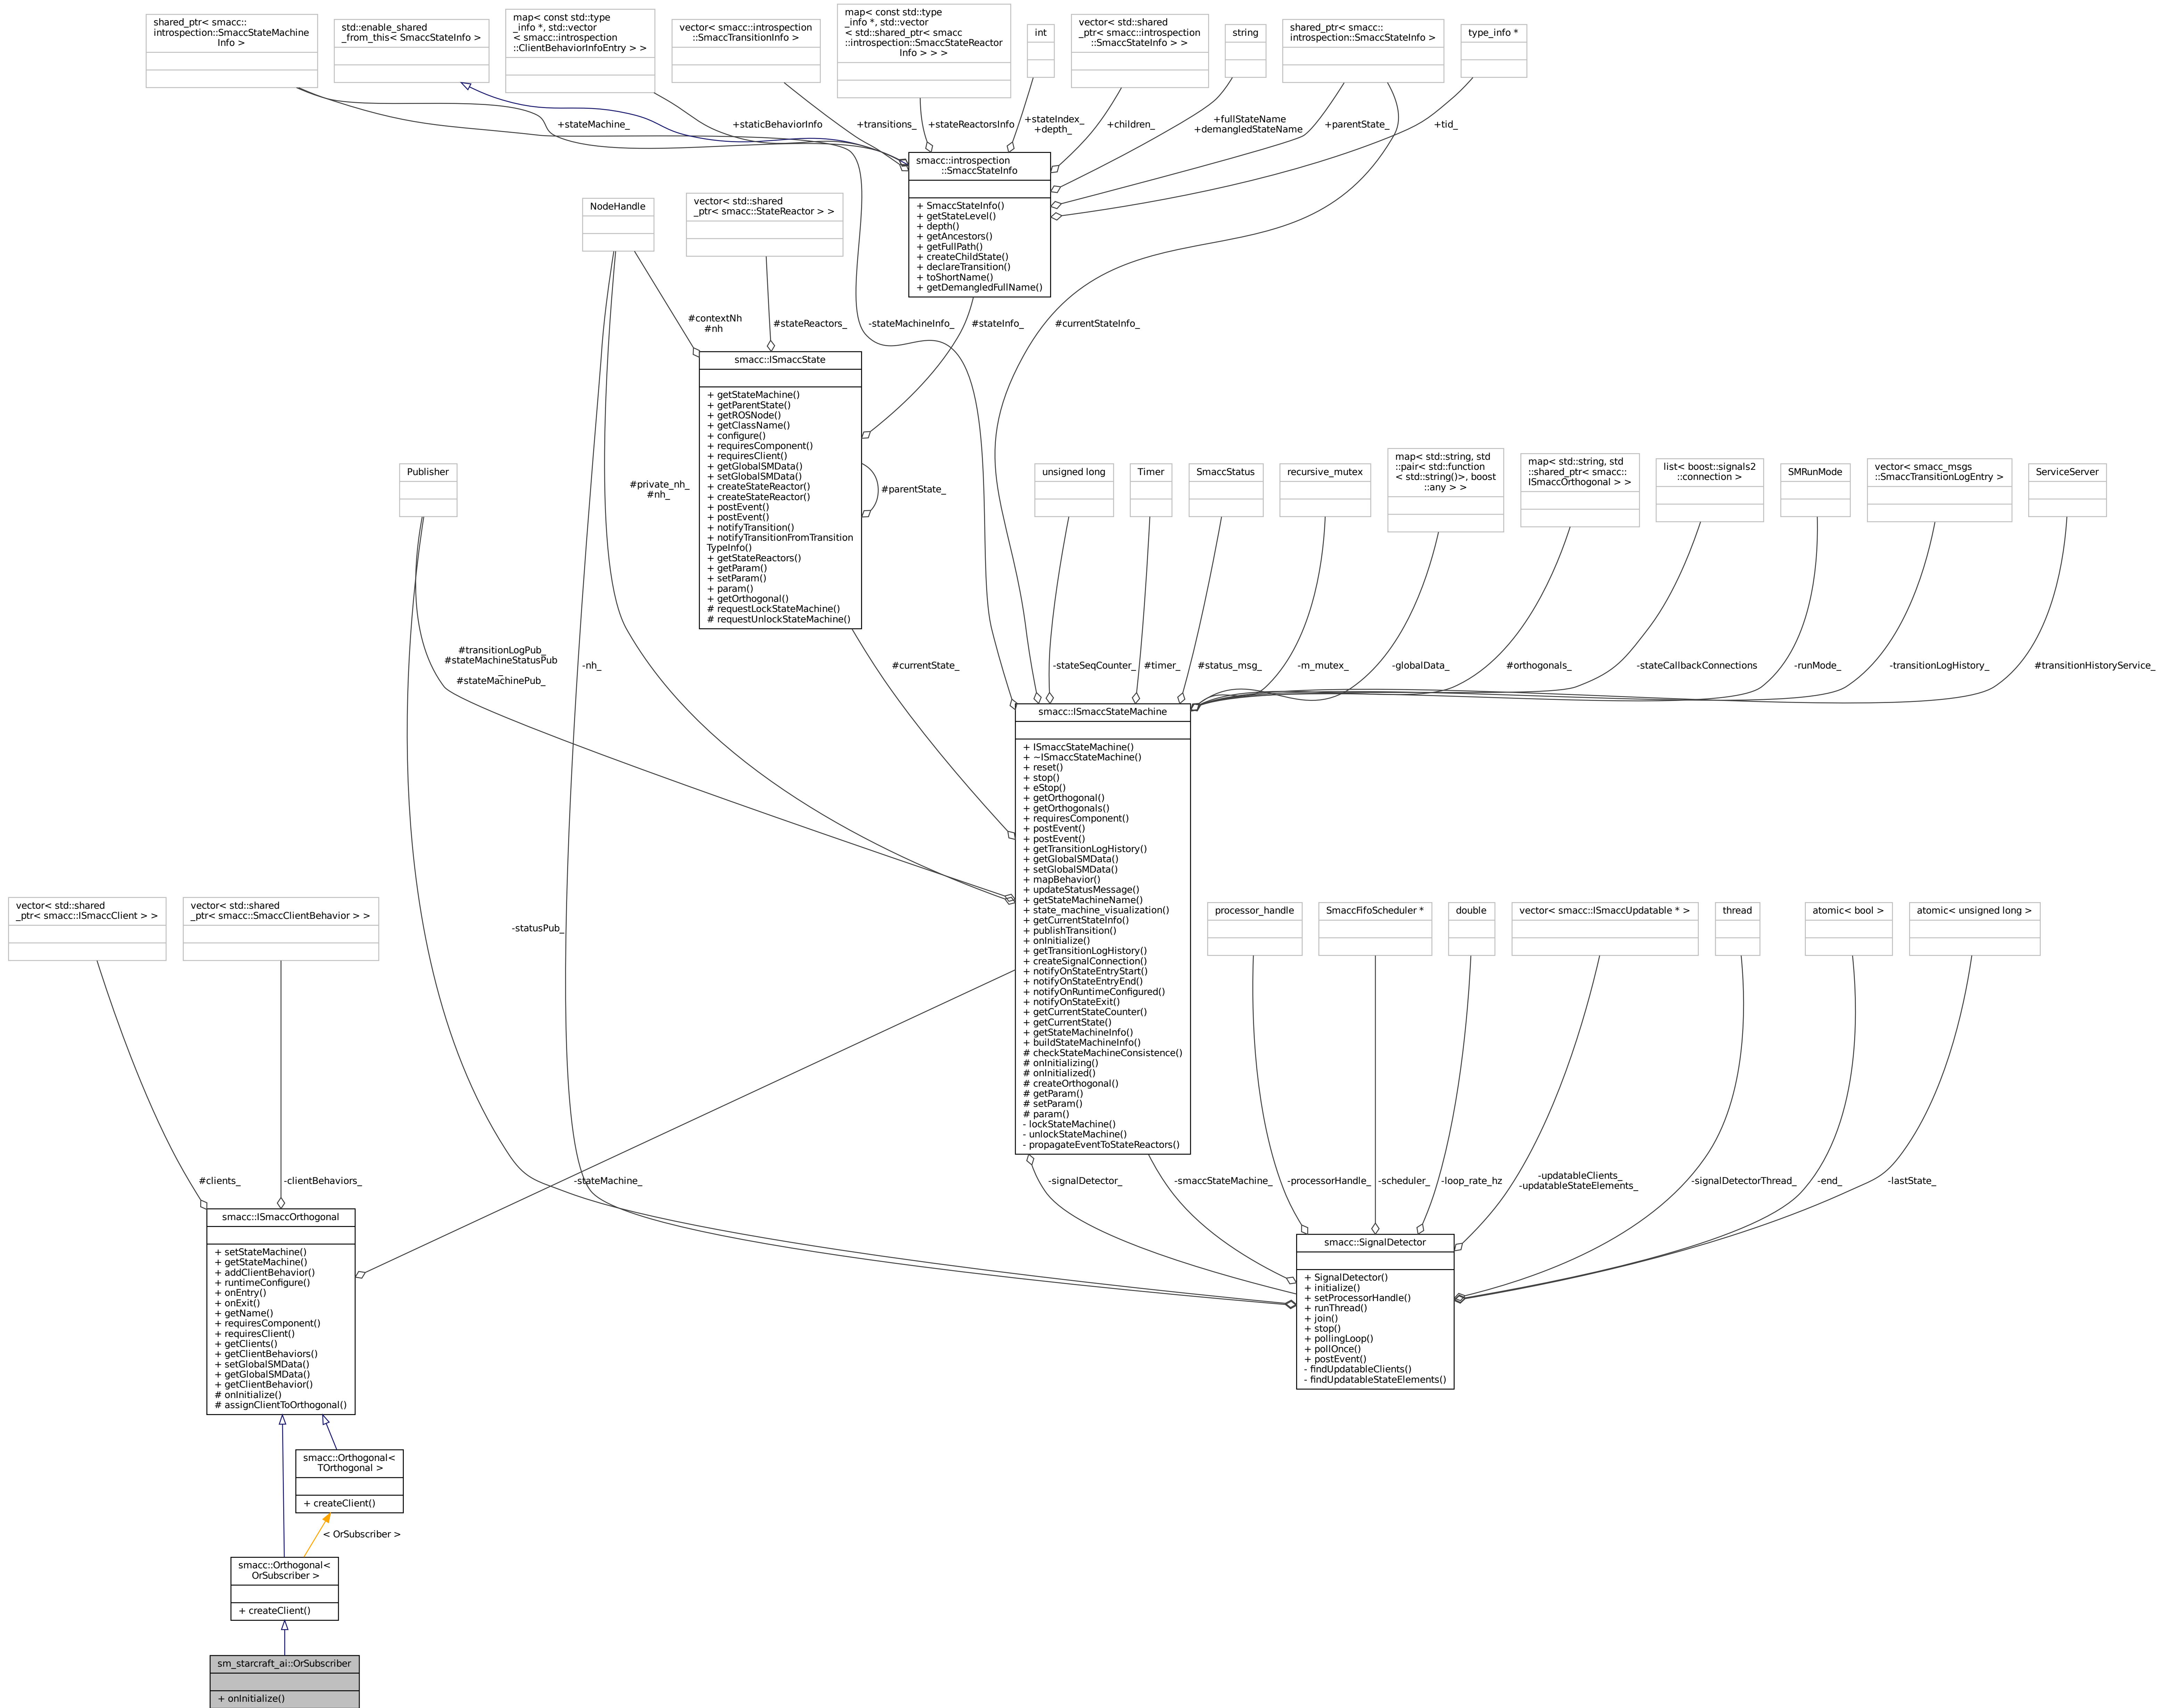 shared_ptr< smacc::
introspection::SmaccStateMachine
Info >
std::enable_shared
_from_this< SmaccStateInfo >
map< const std::type
_info *, std::vector
< smacc::introspection
::ClientBehaviorInfoEntry > >
vector< smacc::introspection
::SmaccTransitionInfo >
map< const std::type
_info *, std::vector
< std::shared_ptr< smacc
::introspection::SmaccStateReactor
Info > > >
int
vector< std::shared
_ptr< smacc::introspection
::SmaccStateInfo > >
string
shared_ptr< smacc::
introspection::SmaccStateInfo >
type_info *
+stateMachine_
+staticBehaviorInfo
+transitions_
+stateReactorsInfo
+stateIndex_
+depth_
+children_
+fullStateName
+demangledStateName
+parentState_
+tid_
smacc::introspection
::SmaccStateInfo
+ SmaccStateInfo()
+ getStateLevel()
+ depth()
+ getAncestors()
+ getFullPath()
+ createChildState()
+ declareTransition()
+ toShortName()
+ getDemangledFullName()
NodeHandle
vector< std::shared
_ptr< smacc::StateReactor > >
#contextNh
#nh
#stateReactors_
-stateMachineInfo_
#stateInfo_
#currentStateInfo_
smacc::ISmaccState
+ getStateMachine()
+ getParentState()
+ getROSNode()
+ getClassName()
+ configure()
+ requiresComponent()
+ requiresClient()
+ getGlobalSMData()
+ setGlobalSMData()
+ createStateReactor()
+ createStateReactor()
+ postEvent()
+ postEvent()
+ notifyTransition()
+ notifyTransitionFromTransition
TypeInfo()
+ getStateReactors()
+ getParam()
+ setParam()
+ param()
+ getOrthogonal()
# requestLockStateMachine()
# requestUnlockStateMachine()
#parentState_
#private_nh_
#nh_
Publisher
unsigned long
Timer
SmaccStatus
recursive_mutex
map< std::string, std
::pair< std::function
< std::string()>, boost
::any > >
map< std::string, std
::shared_ptr< smacc::
ISmaccOrthogonal > >
list< boost::signals2
::connection >
SMRunMode
vector< smacc_msgs
::SmaccTransitionLogEntry >
ServiceServer
#transitionLogPub_
#stateMachineStatusPub
_
#stateMachinePub_
-nh_
#currentState_
-stateSeqCounter_
#timer_
#status_msg_
-m_mutex_
-globalData_
#orthogonals_
-stateCallbackConnections
-runMode_
-transitionLogHistory_
#transitionHistoryService_
smacc::ISmaccStateMachine
+ ISmaccStateMachine()
+ ~ISmaccStateMachine()
+ reset()
+ stop()
+ eStop()
+ getOrthogonal()
+ getOrthogonals()
+ requiresComponent()
+ postEvent()
+ postEvent()
+ getTransitionLogHistory()
+ getGlobalSMData()
+ setGlobalSMData()
+ mapBehavior()
+ updateStatusMessage()
+ getStateMachineName()
+ state_machine_visualization()
+ getCurrentStateInfo()
+ publishTransition()
+ onInitialize()
+ getTransitionLogHistory()
+ createSignalConnection()
+ notifyOnStateEntryStart()
+ notifyOnStateEntryEnd()
+ notifyOnRuntimeConfigured()
+ notifyOnStateExit()
+ getCurrentStateCounter()
+ getCurrentState()
+ getStateMachineInfo()
+ buildStateMachineInfo()
# checkStateMachineConsistence()
# onInitializing()
# onInitialized()
# createOrthogonal()
# getParam()
# setParam()
# param()
- lockStateMachine()
- unlockStateMachine()
- propagateEventToStateReactors()
vector< std::shared
_ptr< smacc::ISmaccClient > >
vector< std::shared
_ptr< smacc::SmaccClientBehavior > >
-statusPub_
processor_handle
SmaccFifoScheduler *
double
vector< smacc::ISmaccUpdatable * >
thread
atomic< bool >
atomic< unsigned long >
#clients_
-clientBehaviors_
-stateMachine_
-signalDetector_
-smaccStateMachine_
-processorHandle_
-scheduler_
-loop_rate_hz
-updatableClients_
-updatableStateElements_
-signalDetectorThread_
-end_
-lastState_
smacc::ISmaccOrthogonal
+ setStateMachine()
+ getStateMachine()
+ addClientBehavior()
+ runtimeConfigure()
+ onEntry()
+ onExit()
+ getName()
+ requiresComponent()
+ requiresClient()
+ getClients()
+ getClientBehaviors()
+ setGlobalSMData()
+ getGlobalSMData()
+ getClientBehavior()
# onInitialize()
# assignClientToOrthogonal()
smacc::SignalDetector
+ SignalDetector()
+ initialize()
+ setProcessorHandle()
+ runThread()
+ join()
+ stop()
+ pollingLoop()
+ pollOnce()
+ postEvent()
- findUpdatableClients()
- findUpdatableStateElements()
smacc::Orthogonal<
TOrthogonal >
+ createClient()
< OrSubscriber >
smacc::Orthogonal<
OrSubscriber >
+ createClient()
sm_starcraft_ai::OrSubscriber
+ onInitialize()